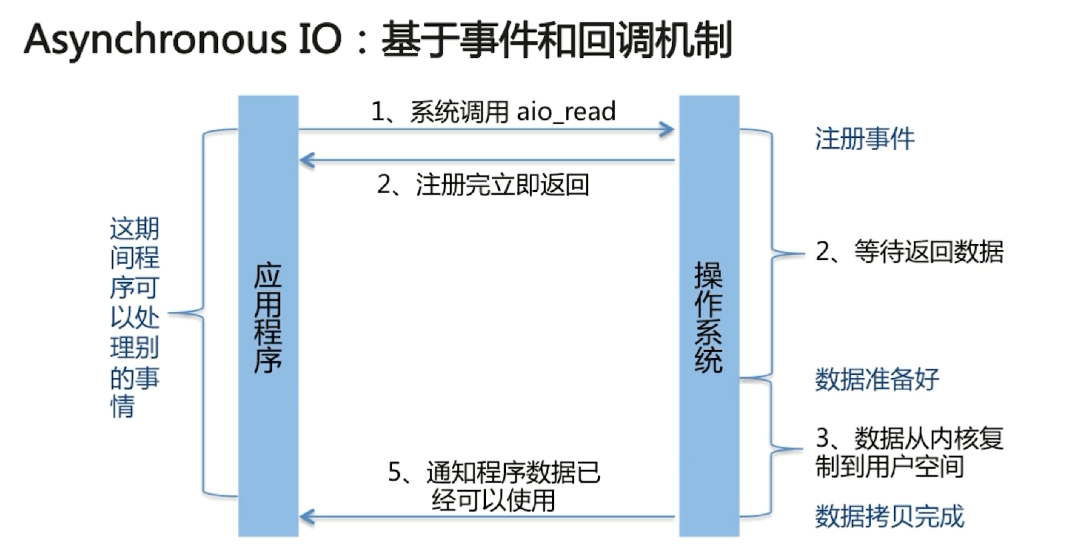 Asynchronous IO：基于事件和回调机制
1、系统调用 aio_read
注册事件
2、注册完立即返回
这期
间程
序可
以处
理别
的事
情
应用程序
操作系统
2、等待返回数据
数据准备好
3、数据从内核复
制到用户空间
5、通知程序数据已
经可以使用
数据拷贝完成